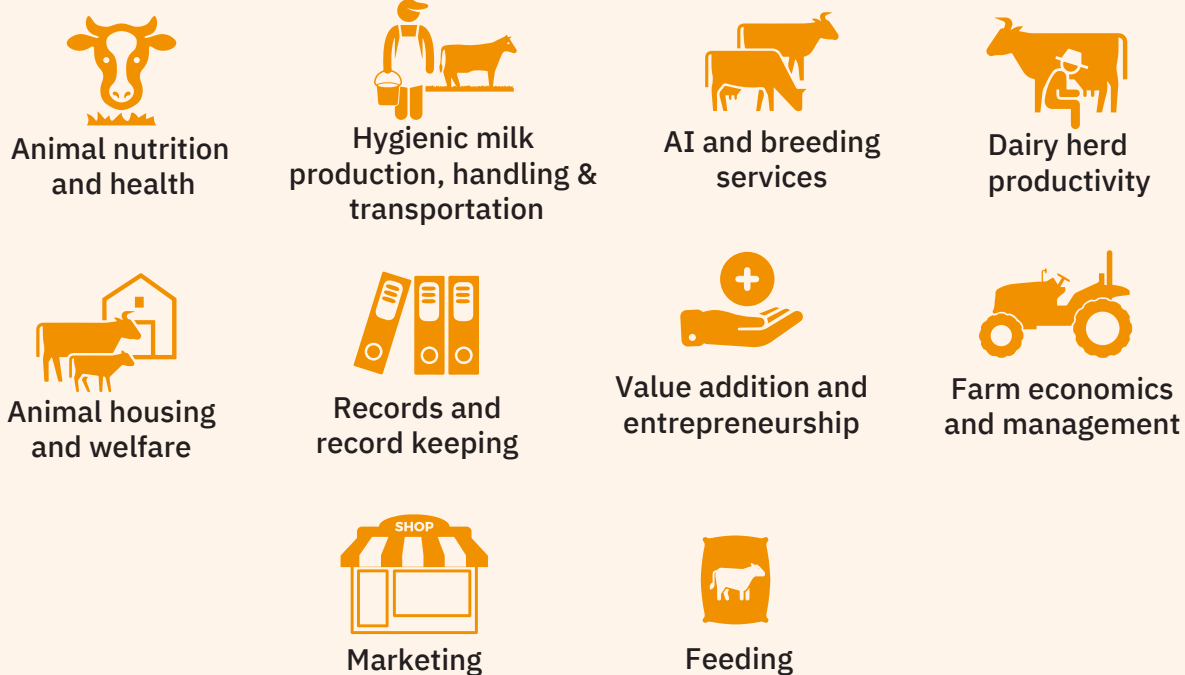 Animal nutrition
and health
Hygienic milk
production, handling &
transportation
AI and breeding
services
Dairy herd
productivity
Animal housing
and welfare
Records and
record keeping
Value addition and
entrepreneurship
Farm economics
and management
SHOP
Marketing
Feeding